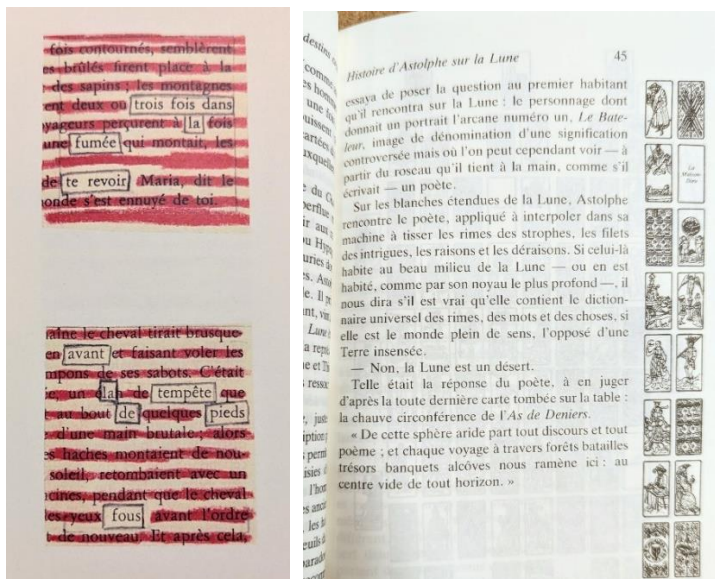 fois contournés, semblèrent
es brûlés firent place à la
des sapins ; les montagnes
ent deux ou trois fois dans
yageurs perçurent à la fois
une fumée qui montait, les
de te revoir Maria, dit le
onde s'est ennuyé de toi.
aîne le cheval tirait brusque-
en avant et faisant voler les
mpons de ses sabots. C'était
ie, un élan de tempête que
t au bout de quelques pieds
d'une main brutale, alors
es haches montaient de nou-
soleil, retombaient avec un
cines, pendant que le cheval
les yeux fous avant l'ordre
t de nouveau. Et après cela,
Histoire d'Astolphe sur la Lune 45
essaya de poser la question au premier habitant
qu'il rencontra sur la Lune : le personnage dont
donnait un portrait l'arcane numéro un, Le Bate-
leur, image de dénomination d'une signification
controversée mais où l'on peut cependant voir — à
partir du roseau qu'il tient à la main, comme s'il
écrivait — un poète.
Sur les blanches étendues de la Lune, Astolphe
rencontre le poète, appliqué à interpoler dans sa
machine à tisser les rimes des strophes, les filets
des intrigues, les raisons et les déraisons. Si celui-là
habite au beau milieu de la Lune — ou en est
habité, comme par son noyau le plus profond —, il
nous dira s'il est vrai qu'elle contient le diction-
naire universel des rimes, des mots et des choses, si
elle est le monde plein de sens, l'opposé d'une
Terre insensée.
— Non, la Lune est un désert.
Telle était la réponse du poète, à en juger
d'après la toute dernière carte tombée sur la table :
la chauve circonférence de l'As de Deniers.
« De cette sphère aride part tout discours et tout
poème ; et chaque voyage à travers forêts batailles
trésors banquets alcôves nous ramène ici : au
centre vide de tout horizon. »